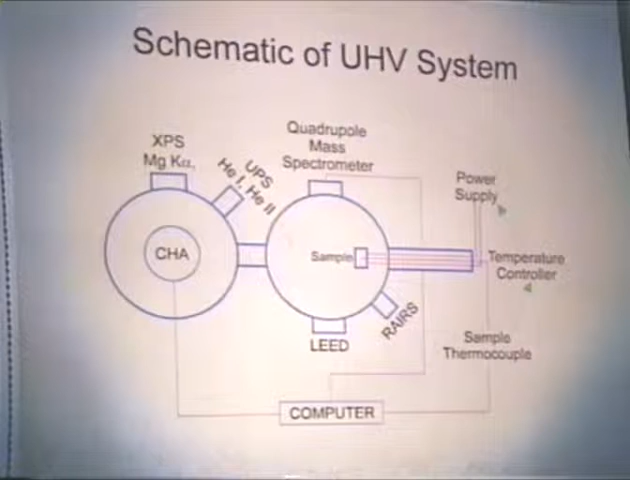 Schematic of UHV System
XPS
Mg Kα,
UPS
He I, He II
Quadrupole
Mass
Spectrometer
Power
Supply
CHA
Sample
Temperature
Controller
RAIRS
LEED
Sample
Thermocouple
COMPUTER